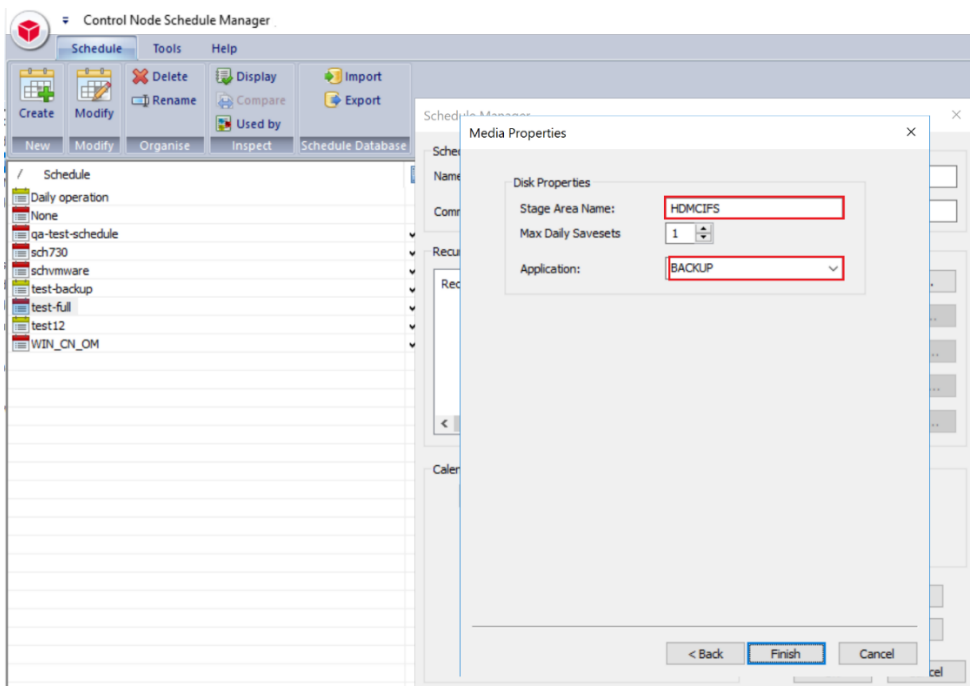 Control Node Schedule Manager
Schedule Tools Help
Create
Modify
Delete
Rename
Display
Compare
Used by
Import
Export
New Modify Organise Inspect Schedule Database
/ Schedule
Daily operation
None
qa-test-schedule
sch730
schvmware
test-backup
test-full
test12
WIN_CN_OM
Schedule Manager
Media Properties
Disk Properties
Stage Area Name: HDMCIFS
Max Daily Savesets 1
Application: BACKUP
< Back Finish Cancel
Name